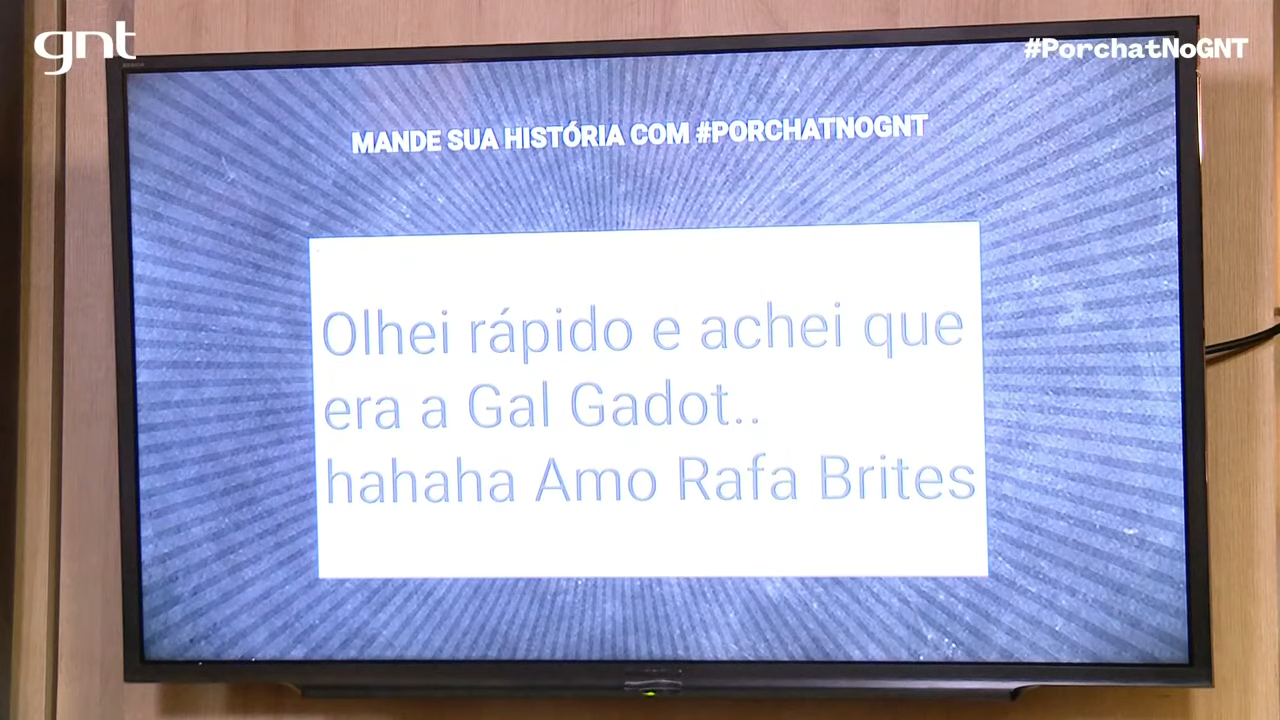 gnt
#PorchatNoGNT
MANDE SUA HISTÓRIA COM #PORCHATNOGNT
Olhei rápido e achei que
era a Gal Gadot..
hahaha Amo Rafa Brites